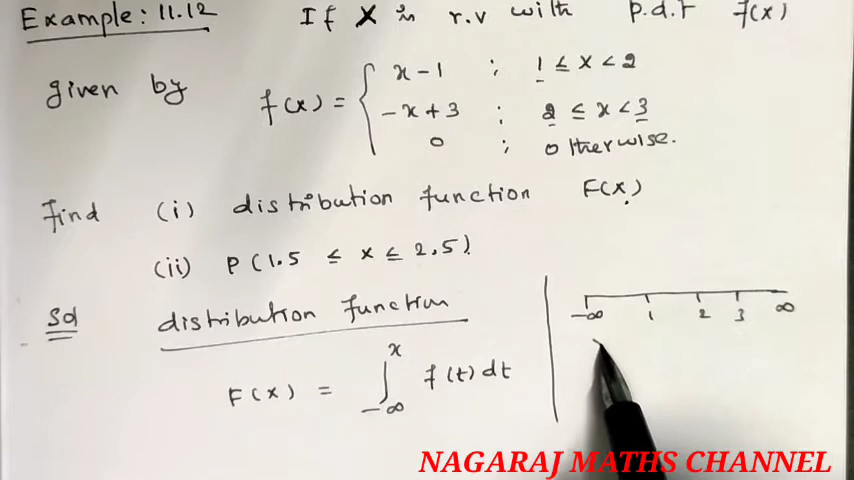 Example: 11.12 If X is r.v with p.d.f f(x)
given by f(x) = { x - 1 ; 1 ≤ x < 2
- x + 3 ; 2 ≤ x < 3
0 ; otherwise.
Find (i) distribution function F(x)
(ii) P(1.5 ≤ x ≤ 2.5)
Sol distribution function
-∞ 1 2 3 ∞
F(x) = ∫_{-∞}^{x} f(t) dt
NAGARAJ MATHS CHANNEL